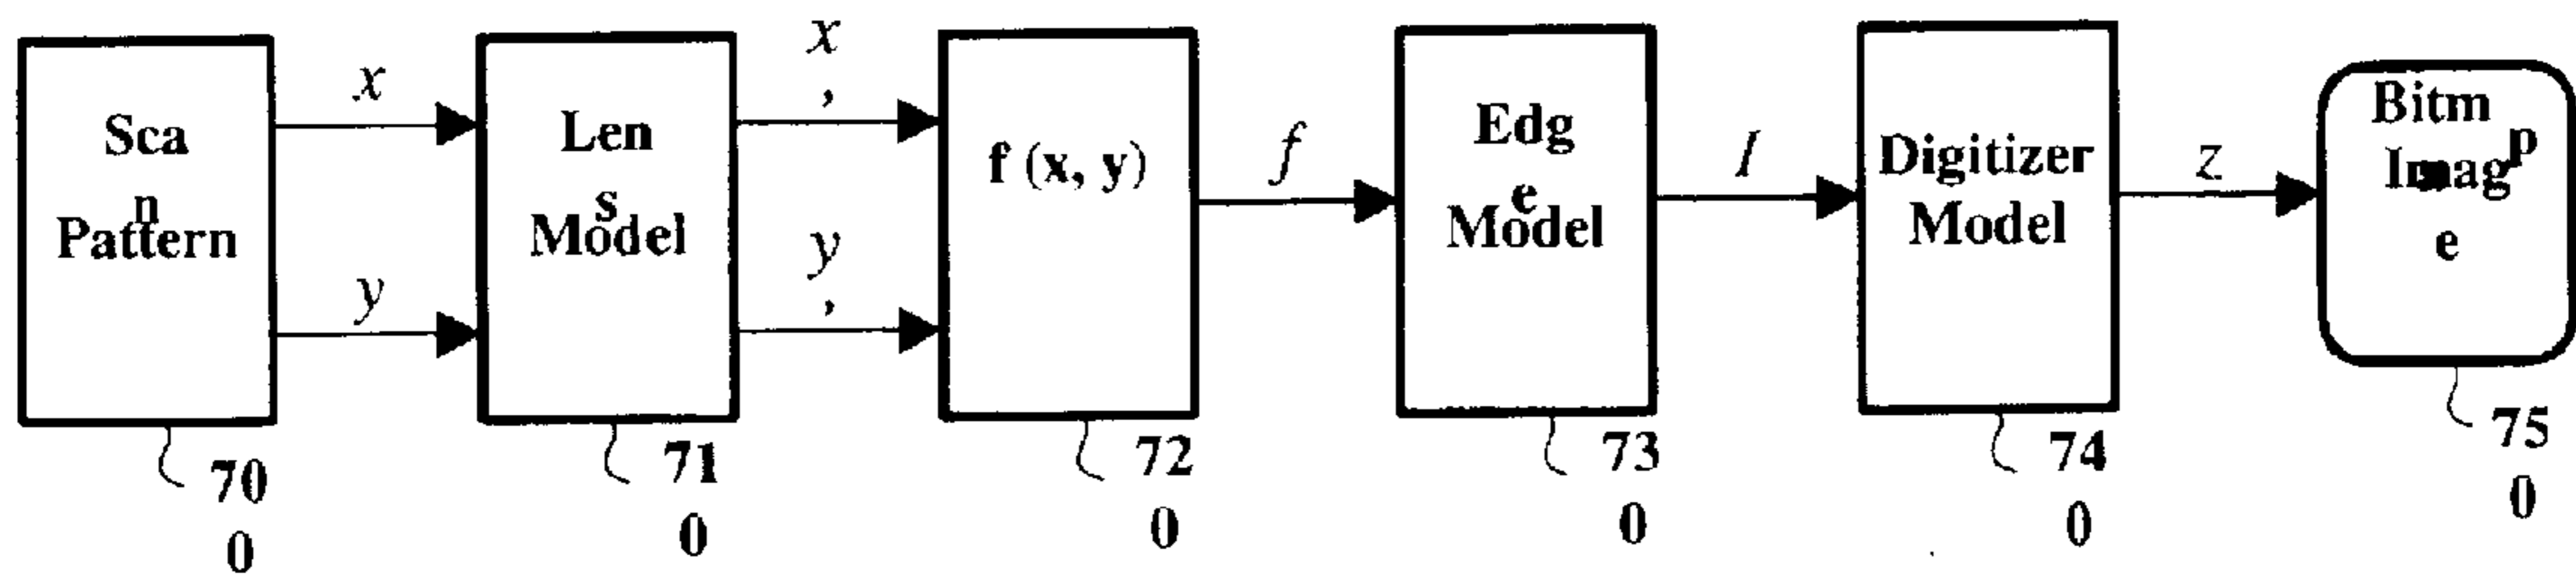 Sca
n
Pattern
70
0
x
y
Len
s
Model
71
0
x
,
y
,
f (x, y)
72
0
f
Edg
e
Model
73
0
I
Digitizer
Model
74
0
z
Bitm
p
Imag
e
75
0